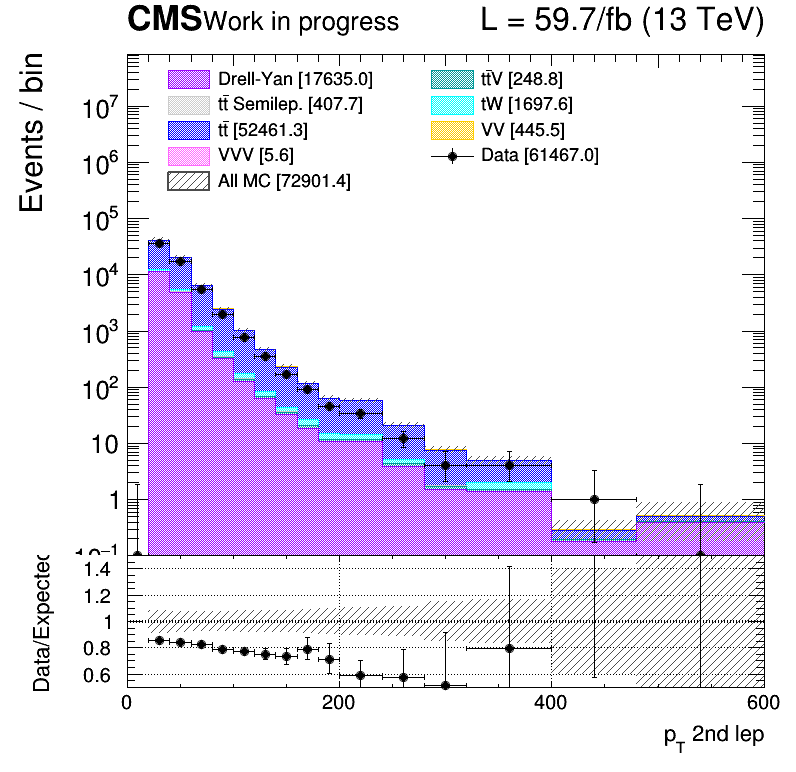 CMS Work in progress L = 59.7/fb (13 TeV)
Events / bin
Drell-Yan [17635.0]
tt̄ Semilep. [407.7]
tt̄ [52461.3]
VVV [5.6]
All MC [72901.4]
tt̄V [248.8]
tW [1697.6]
VV [445.5]
Data [61467.0]
10⁷
10⁶
10⁵
10⁴
10³
10²
10
1
10⁻¹
Data/Expected
1.4
1.2
1
0.8
0.6
0 200 400 600
p_T 2nd lep